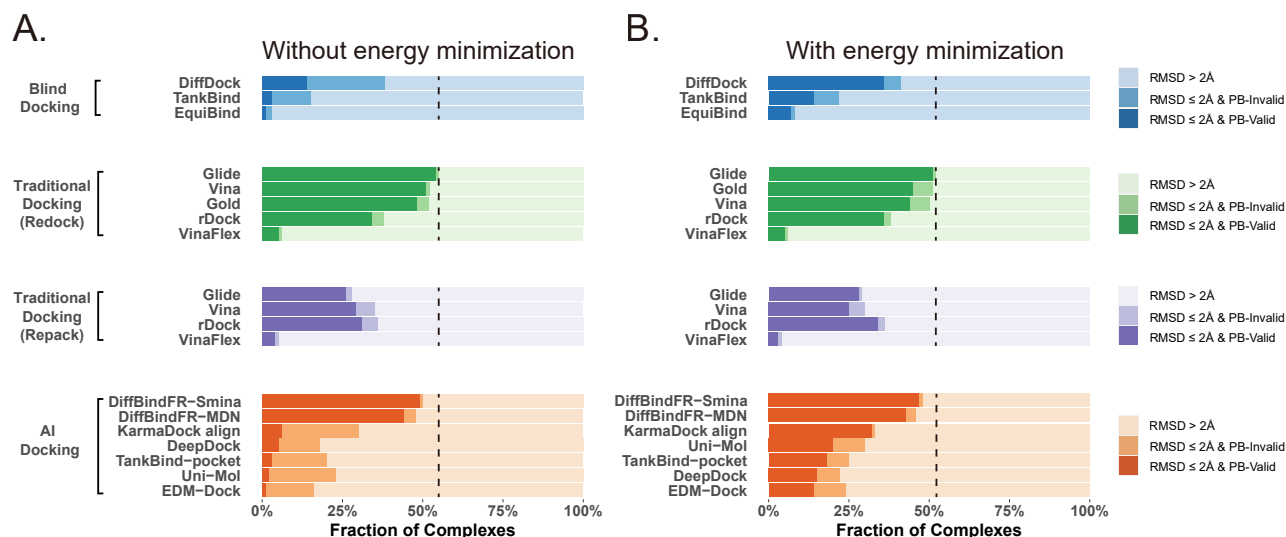 A.
Without energy minimization
Blind
Docking
DiffDock
TankBind
EquiBind
Traditional
Docking
(Redock)
Glide
Vina
Gold
rDock
VinaFlex
Traditional
Docking
(Repack)
Glide
Vina
rDock
VinaFlex
AI
Docking
DiffBindFR−Smina
DiffBindFR−MDN
KarmaDock align
DeepDock
TankBind−pocket
Uni−Mol
EDM−Dock
0% 25% 50% 75% 100%
Fraction of Complexes
B.
With energy minimization
DiffDock
TankBind
EquiBind
Glide
Gold
Vina
rDock
VinaFlex
Glide
Vina
rDock
VinaFlex
DiffBindFR−Smina
DiffBindFR−MDN
KarmaDock align
Uni−Mol
TankBind−pocket
DeepDock
EDM−Dock
0% 25% 50% 75% 100%
Fraction of Complexes
RMSD > 2Å
RMSD ≤ 2Å & PB-Invalid
RMSD ≤ 2Å & PB-Valid
RMSD > 2Å
RMSD ≤ 2Å & PB-Invalid
RMSD ≤ 2Å & PB-Valid
RMSD > 2Å
RMSD ≤ 2Å & PB-Invalid
RMSD ≤ 2Å & PB-Valid
RMSD > 2Å
RMSD ≤ 2Å & PB-Invalid
RMSD ≤ 2Å & PB-Valid